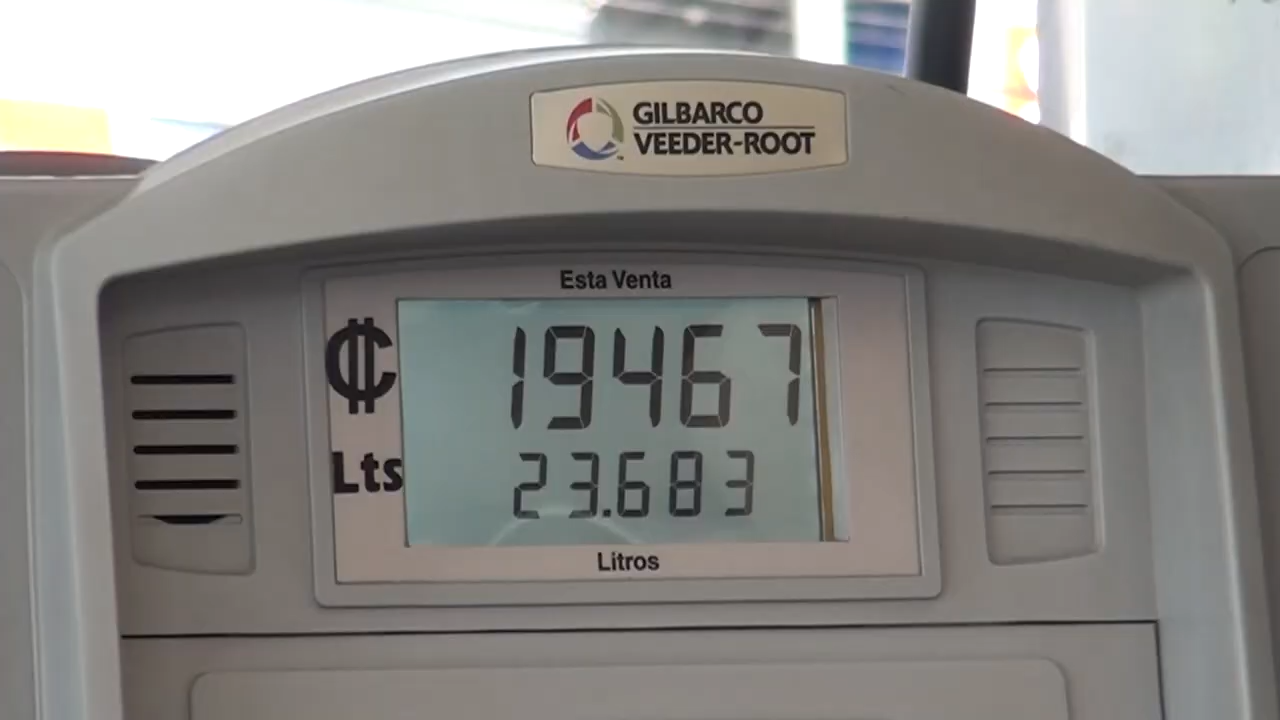 GILBARCO
VEEDER-ROOT
Esta Venta
₡ 19467
Lts 23.683
Litros